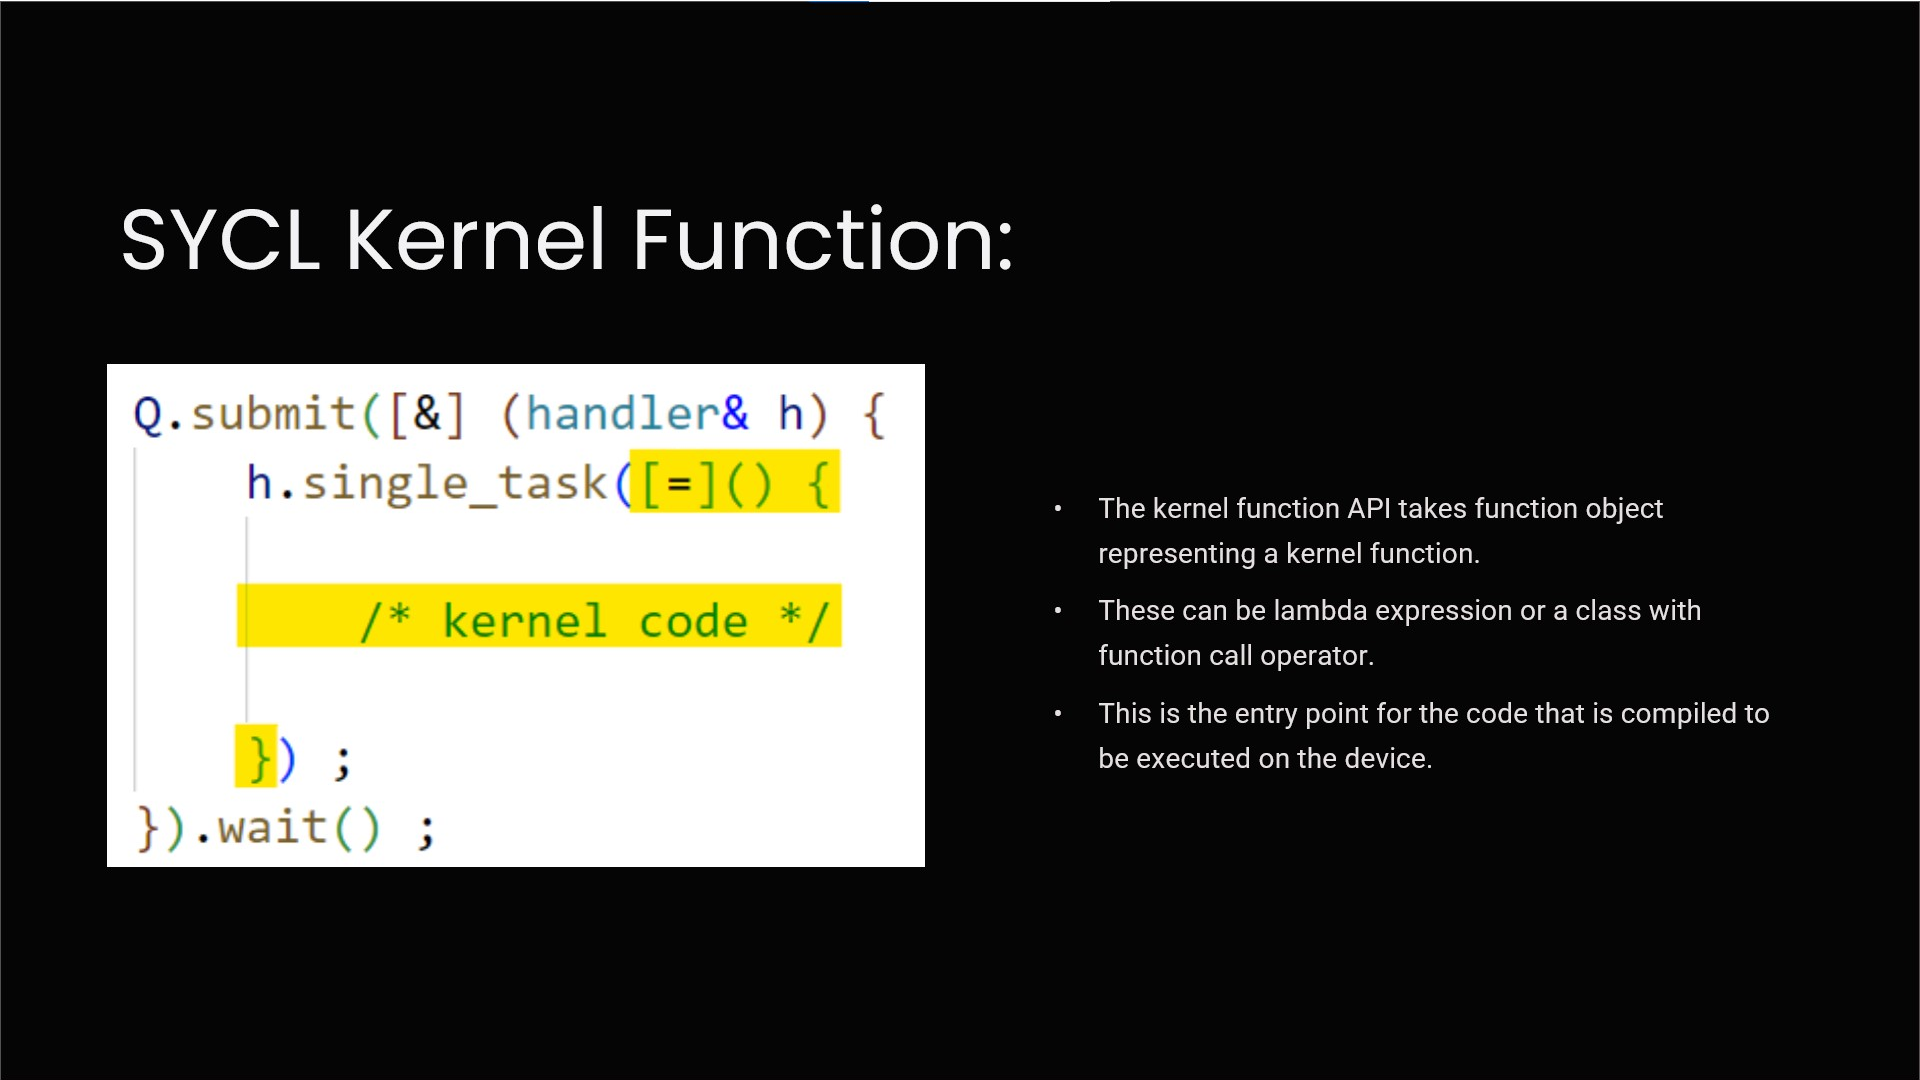 SYCL Kernel Function:
Q.submit([&] (handler& h) {
h.single_task([=]() {
/* kernel code */
}) ;
}).wait() ;
• The kernel function API takes function object
representing a kernel function.
• These can be lambda expression or a class with
function call operator.
• This is the entry point for the code that is compiled to
be executed on the device.